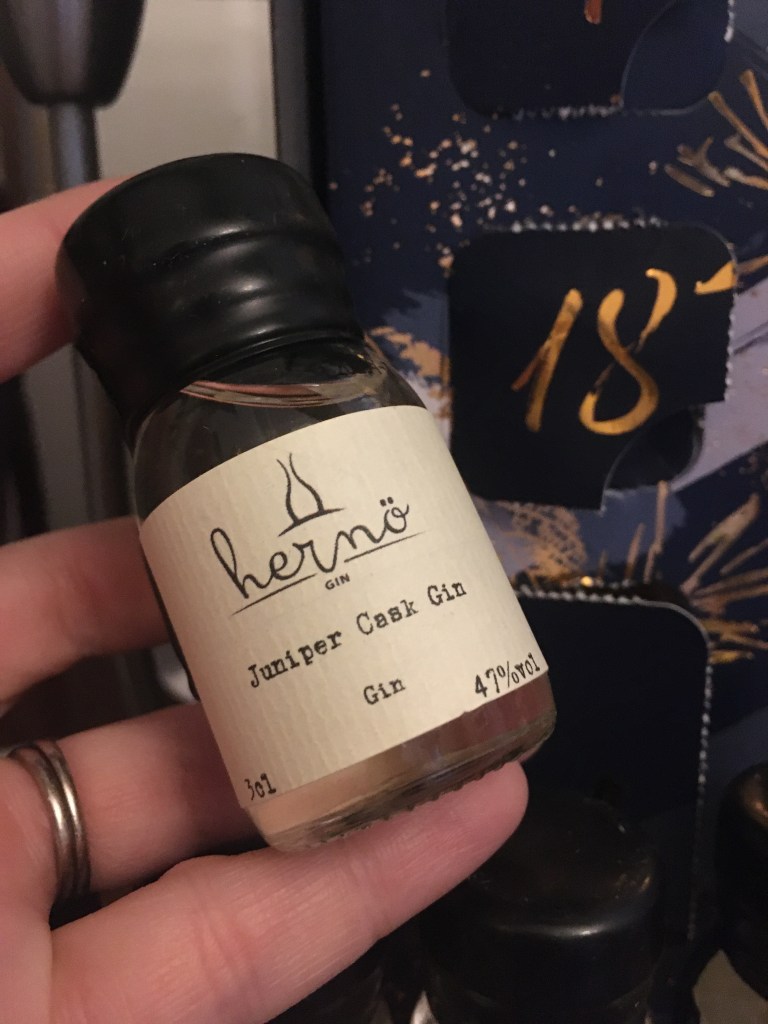 18
hernö
GIN
Juniper Cask Gin
Gin
47%vol
3cl